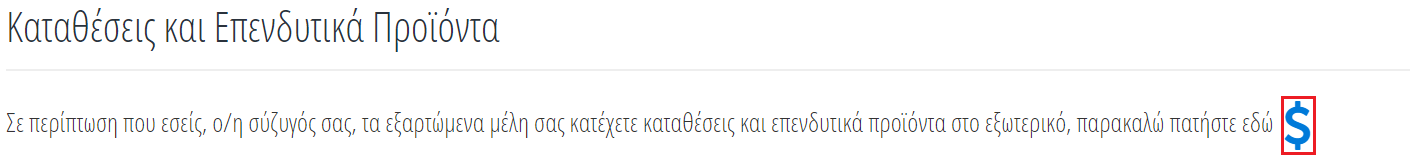 Καταθέσεις και Επενδυτικά Προϊόντα
Σε περίπτωση που εσείς, ο/η σύζυγός σας, τα εξαρτώμενα μέλη σας κατέχετε καταθέσεις και επενδυτικά προϊόντα στο εξωτερικό, παρακαλώ πατήστε εδώ $